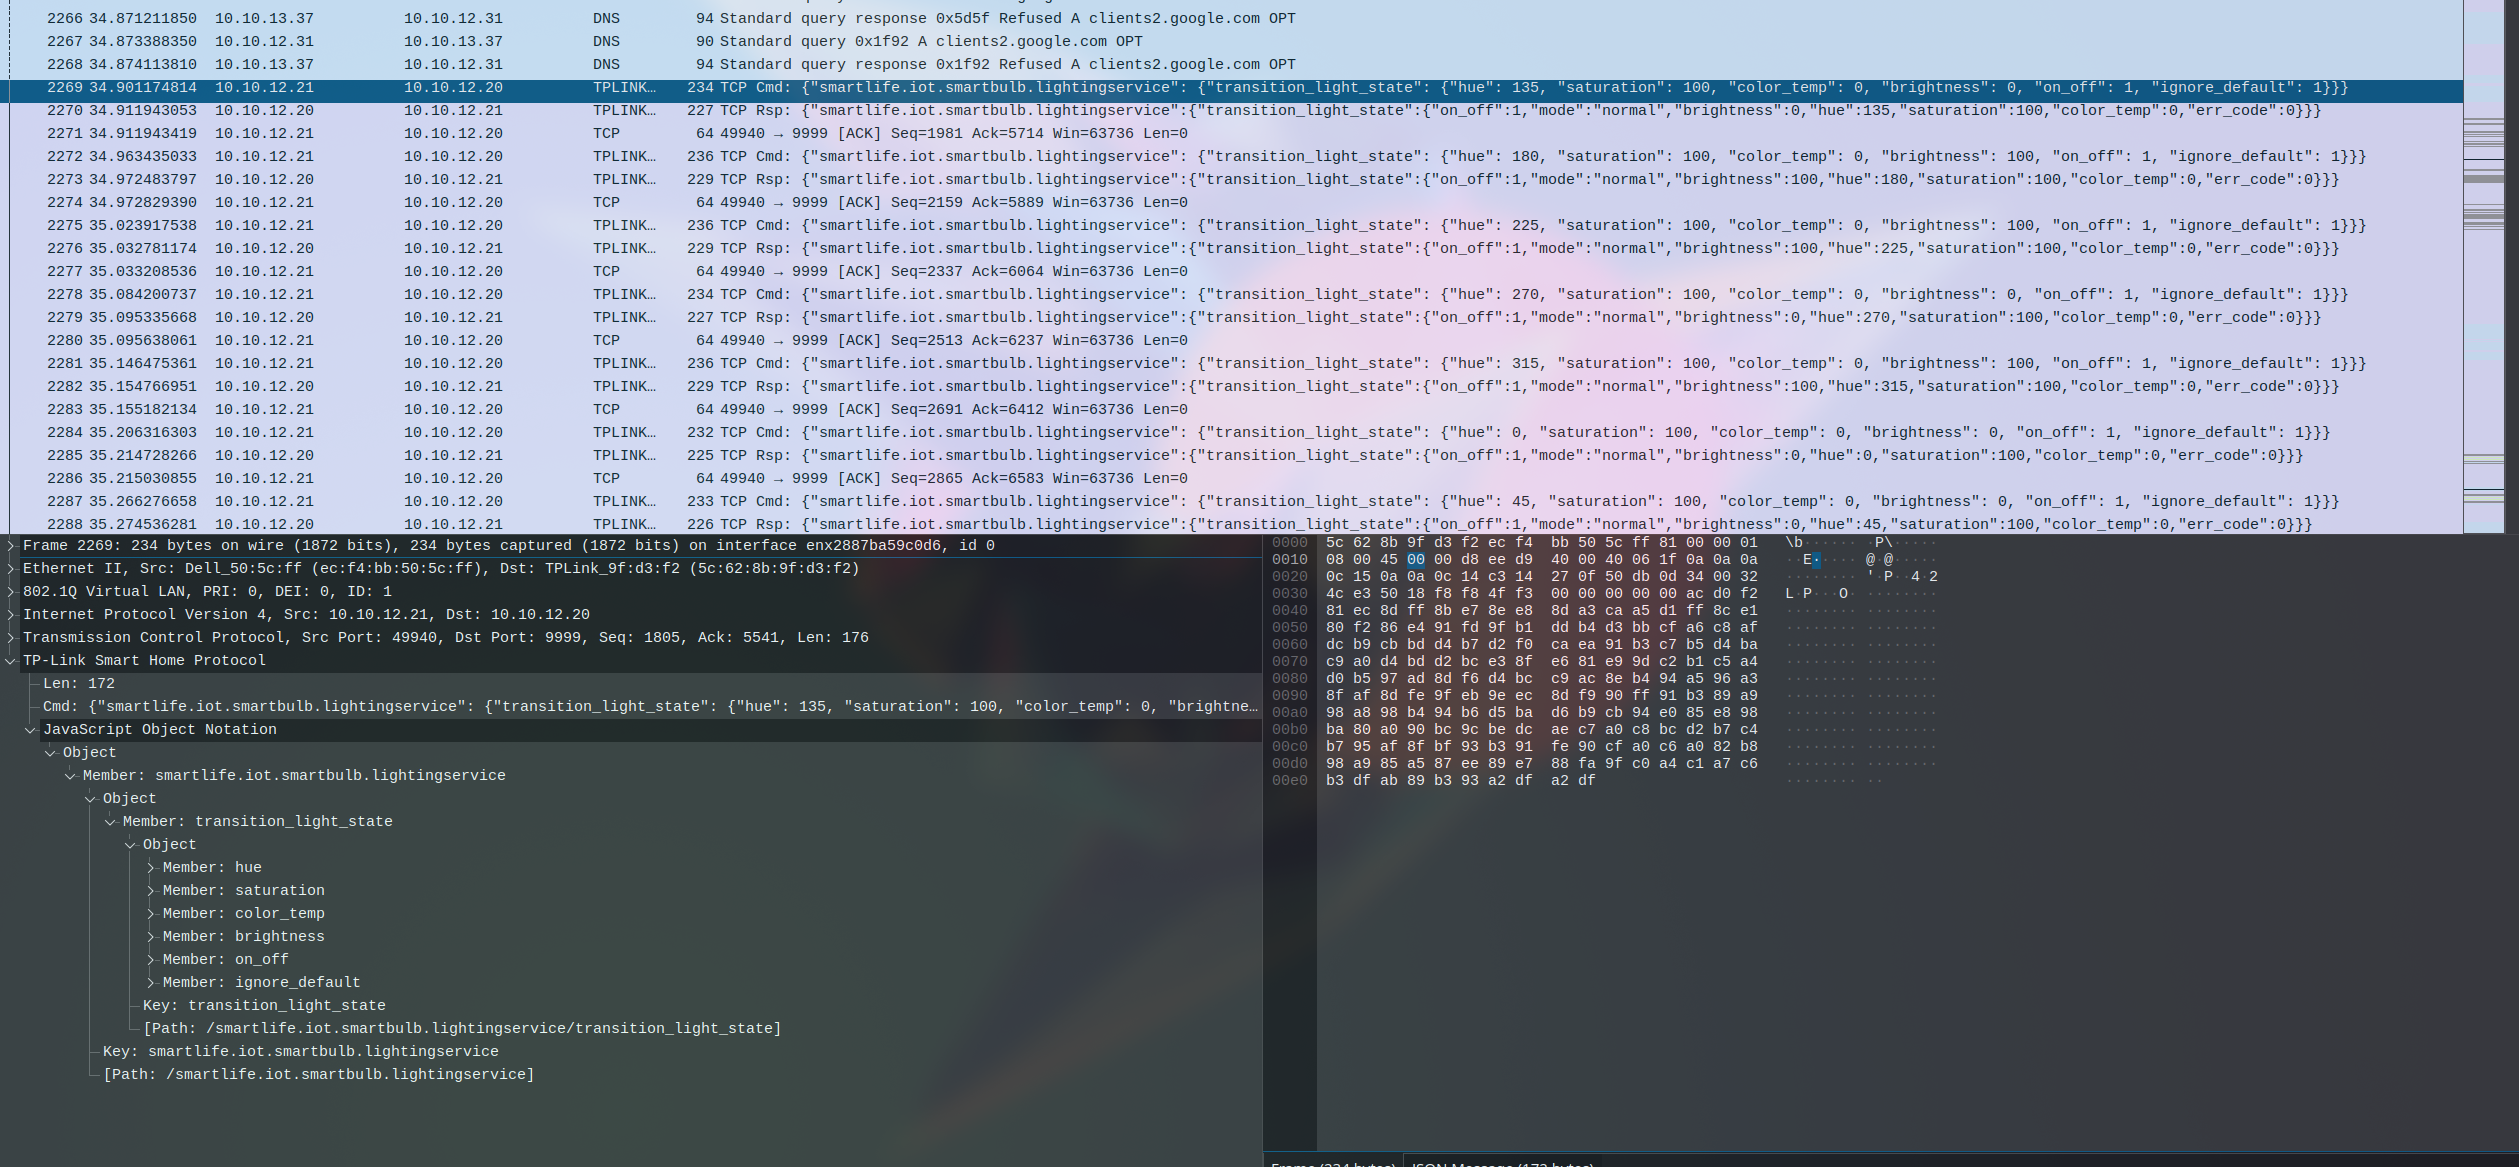 2266 34.871211850 10.10.13.37 10.10.12.31 DNS 94 Standard query response 0x5d5f Refused A clients2.google.com OPT
2267 34.873388350 10.10.12.31 10.10.13.37 DNS 90 Standard query 0x1f92 A clients2.google.com OPT
2268 34.874113810 10.10.13.37 10.10.12.31 DNS 94 Standard query response 0x1f92 Refused A clients2.google.com OPT
2269 34.901174814 10.10.12.21 10.10.12.20 TPLINK… 234 TCP Cmd: {"smartlife.iot.smartbulb.lightingservice": {"transition_light_state": {"hue": 135, "saturation": 100, "color_temp": 0, "brightness": 0, "on_off": 1, "ignore_default": 1}}}
2270 34.911943053 10.10.12.20 10.10.12.21 TPLINK… 227 TCP Rsp: {"smartlife.iot.smartbulb.lightingservice":{"transition_light_state":{"on_off":1,"mode":"normal","brightness":0,"hue":135,"saturation":100,"color_temp":0,"err_code":0}}}
2271 34.911943419 10.10.12.21 10.10.12.20 TCP 64 49940 → 9999 [ACK] Seq=1981 Ack=5714 Win=63736 Len=0
2272 34.963435033 10.10.12.21 10.10.12.20 TPLINK… 236 TCP Cmd: {"smartlife.iot.smartbulb.lightingservice": {"transition_light_state": {"hue": 180, "saturation": 100, "color_temp": 0, "brightness": 100, "on_off": 1, "ignore_default": 1}}}
2273 34.972483797 10.10.12.20 10.10.12.21 TPLINK… 229 TCP Rsp: {"smartlife.iot.smartbulb.lightingservice":{"transition_light_state":{"on_off":1,"mode":"normal","brightness":100,"hue":180,"saturation":100,"color_temp":0,"err_code":0}}}
2274 34.972829390 10.10.12.21 10.10.12.20 TCP 64 49940 → 9999 [ACK] Seq=2159 Ack=5889 Win=63736 Len=0
2275 35.023917538 10.10.12.21 10.10.12.20 TPLINK… 236 TCP Cmd: {"smartlife.iot.smartbulb.lightingservice": {"transition_light_state": {"hue": 225, "saturation": 100, "color_temp": 0, "brightness": 100, "on_off": 1, "ignore_default": 1}}}
2276 35.032781174 10.10.12.20 10.10.12.21 TPLINK… 229 TCP Rsp: {"smartlife.iot.smartbulb.lightingservice":{"transition_light_state":{"on_off":1,"mode":"normal","brightness":100,"hue":225,"saturation":100,"color_temp":0,"err_code":0}}}
2277 35.033208536 10.10.12.21 10.10.12.20 TCP 64 49940 → 9999 [ACK] Seq=2337 Ack=6064 Win=63736 Len=0
2278 35.084200737 10.10.12.21 10.10.12.20 TPLINK… 234 TCP Cmd: {"smartlife.iot.smartbulb.lightingservice": {"transition_light_state": {"hue": 270, "saturation": 100, "color_temp": 0, "brightness": 0, "on_off": 1, "ignore_default": 1}}}
2279 35.095335668 10.10.12.20 10.10.12.21 TPLINK… 227 TCP Rsp: {"smartlife.iot.smartbulb.lightingservice":{"transition_light_state":{"on_off":1,"mode":"normal","brightness":0,"hue":270,"saturation":100,"color_temp":0,"err_code":0}}}
2280 35.095638061 10.10.12.21 10.10.12.20 TCP 64 49940 → 9999 [ACK] Seq=2513 Ack=6237 Win=63736 Len=0
2281 35.146475361 10.10.12.21 10.10.12.20 TPLINK… 236 TCP Cmd: {"smartlife.iot.smartbulb.lightingservice": {"transition_light_state": {"hue": 315, "saturation": 100, "color_temp": 0, "brightness": 100, "on_off": 1, "ignore_default": 1}}}
2282 35.154766951 10.10.12.20 10.10.12.21 TPLINK… 229 TCP Rsp: {"smartlife.iot.smartbulb.lightingservice":{"transition_light_state":{"on_off":1,"mode":"normal","brightness":100,"hue":315,"saturation":100,"color_temp":0,"err_code":0}}}
2283 35.155182134 10.10.12.21 10.10.12.20 TCP 64 49940 → 9999 [ACK] Seq=2691 Ack=6412 Win=63736 Len=0
2284 35.206316303 10.10.12.21 10.10.12.20 TPLINK… 232 TCP Cmd: {"smartlife.iot.smartbulb.lightingservice": {"transition_light_state": {"hue": 0, "saturation": 100, "color_temp": 0, "brightness": 0, "on_off": 1, "ignore_default": 1}}}
2285 35.214728266 10.10.12.20 10.10.12.21 TPLINK… 225 TCP Rsp: {"smartlife.iot.smartbulb.lightingservice":{"transition_light_state":{"on_off":1,"mode":"normal","brightness":0,"hue":0,"saturation":100,"color_temp":0,"err_code":0}}}
2286 35.215030855 10.10.12.21 10.10.12.20 TCP 64 49940 → 9999 [ACK] Seq=2865 Ack=6583 Win=63736 Len=0
2287 35.266276658 10.10.12.21 10.10.12.20 TPLINK… 233 TCP Cmd: {"smartlife.iot.smartbulb.lightingservice": {"transition_light_state": {"hue": 45, "saturation": 100, "color_temp": 0, "brightness": 0, "on_off": 1, "ignore_default": 1}}}
2288 35.274536281 10.10.12.20 10.10.12.21 TPLINK… 226 TCP Rsp: {"smartlife.iot.smartbulb.lightingservice":{"transition_light_state":{"on_off":1,"mode":"normal","brightness":0,"hue":45,"saturation":100,"color_temp":0,"err_code":0}}}
Frame 2269: 234 bytes on wire (1872 bits), 234 bytes captured (1872 bits) on interface enx2887ba59c0d6, id 0
Ethernet II, Src: Dell_50:5c:ff (ec:f4:bb:50:5c:ff), Dst: TPLink_9f:d3:f2 (5c:62:8b:9f:d3:f2)
802.1Q Virtual LAN, PRI: 0, DEI: 0, ID: 1
Internet Protocol Version 4, Src: 10.10.12.21, Dst: 10.10.12.20
Transmission Control Protocol, Src Port: 49940, Dst Port: 9999, Seq: 1805, Ack: 5541, Len: 176
TP-Link Smart Home Protocol
Len: 172
Cmd: {"smartlife.iot.smartbulb.lightingservice": {"transition_light_state": {"hue": 135, "saturation": 100, "color_temp": 0, "brightne…
JavaScript Object Notation
Object
Member: smartlife.iot.smartbulb.lightingservice
Object
Member: transition_light_state
Object
Member: hue
Member: saturation
Member: color_temp
Member: brightness
Member: on_off
Member: ignore_default
Key: transition_light_state
[Path: /smartlife.iot.smartbulb.lightingservice/transition_light_state]
Key: smartlife.iot.smartbulb.lightingservice
[Path: /smartlife.iot.smartbulb.lightingservice]
0000 5c 62 8b 9f d3 f2 ec f4 bb 50 5c ff 81 00 00 01 \b······ ·P\·····
0010 08 00 45 00 00 d8 ee d9 40 00 40 06 1f 0a 0a 0a ··E····· @·@·····
0020 0c 15 0a 0a 0c 14 c3 14 27 0f 50 db 0d 34 00 32 ········ '·P··4·2
0030 4c e3 50 18 f8 f8 4f f3 00 00 00 00 00 ac d0 f2 L·P···O· ········
0040 81 ec 8d ff 8b e7 8e e8 8d a3 ca a5 d1 ff 8c e1 ········ ········
0050 80 f2 86 e4 91 fd 9f b1 dd b4 d3 bb cf a6 c8 af ········ ········
0060 dc b9 cb bd d4 b7 d2 f0 ca ea 91 b3 c7 b5 d4 ba ········ ········
0070 c9 a0 d4 bd d2 bc e3 8f e6 81 e9 9d c2 b1 c5 a4 ········ ········
0080 d0 b5 97 ad 8d f6 d4 bc c9 ac 8e b4 94 a5 96 a3 ········ ········
0090 8f af 8d fe 9f eb 9e ec 8d f9 90 ff 91 b3 89 a9 ········ ········
00a0 98 a8 98 b4 94 b6 d5 ba d6 b9 cb 94 e0 85 e8 98 ········ ········
00b0 ba 80 a0 90 bc 9c be dc ae c7 a0 c8 bc d2 b7 c4 ········ ········
00c0 b7 95 af 8f bf 93 b3 91 fe 90 cf a0 c6 a0 82 b8 ········ ········
00d0 98 a9 85 a5 87 ee 89 e7 88 fa 9f c0 a4 c1 a7 c6 ········ ········
00e0 b3 df ab 89 b3 93 a2 df a2 df ········ ··